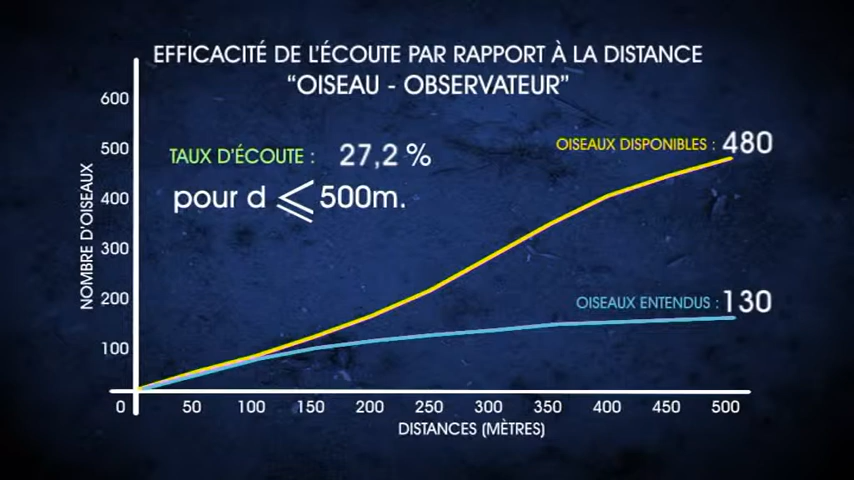 EFFICACITÉ DE L'ÉCOUTE PAR RAPPORT À LA DISTANCE
"OISEAU - OBSERVATEUR"
TAUX D'ÉCOUTE : 27,2 %
pour d ⩽ 500m.
OISEAUX DISPONIBLES : 480
OISEAUX ENTENDUS : 130
NOMBRE D'OISEAUX
600
500
400
300
200
100
0 50 100 150 200 250 300 350 400 450 500
DISTANCES (MÈTRES)